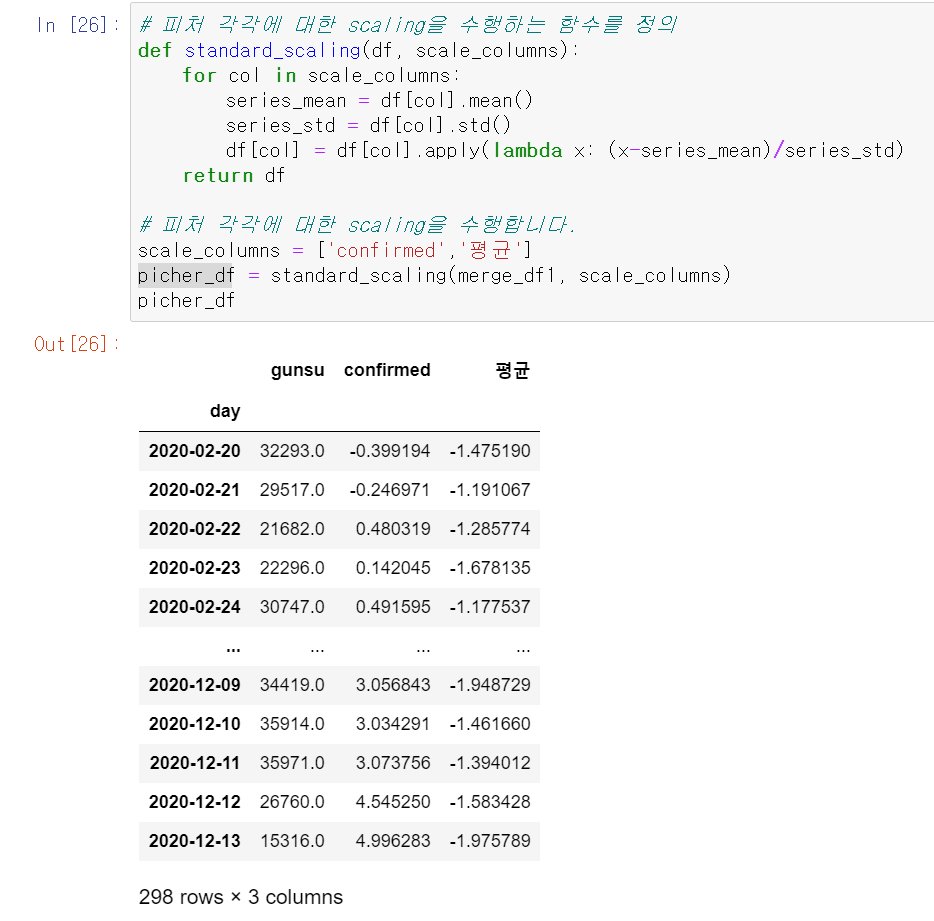 In [26]:
# 피처 각각에 대한 scaling을 수행하는 함수를 정의
def standard_scaling(df, scale_columns):
    for col in scale_columns:
        series_mean = df[col].mean()
        series_std = df[col].std()
        df[col] = df[col].apply(lambda x: (x-series_mean)/series_std)
    return df
# 피처 각각에 대한 scaling을 수행합니다.
scale_columns = ['confirmed','평균']
picher_df = standard_scaling(merge_df1, scale_columns)
picher_df
Out[26]:
gunsu confirmed 평균
day
2020-02-20 32293.0 -0.399194 -1.475190
2020-02-21 29517.0 -0.246971 -1.191067
2020-02-22 21682.0 0.480319 -1.285774
2020-02-23 22296.0 0.142045 -1.678135
2020-02-24 30747.0 0.491595 -1.177537
... ... ... ...
2020-12-09 34419.0 3.056843 -1.948729
2020-12-10 35914.0 3.034291 -1.461660
2020-12-11 35971.0 3.073756 -1.394012
2020-12-12 26760.0 4.545250 -1.583428
2020-12-13 15316.0 4.996283 -1.975789
298 rows × 3 columns